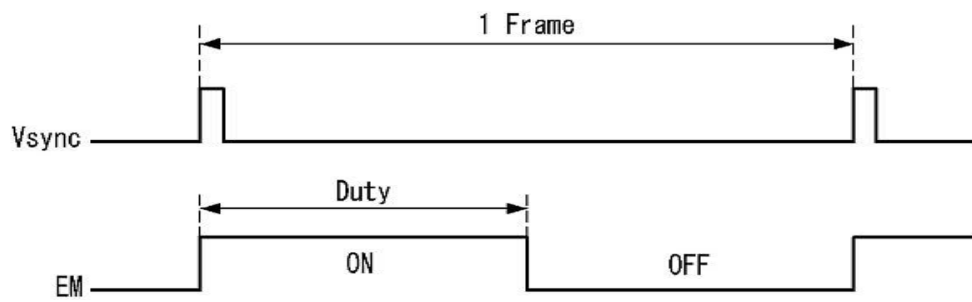 1 Frame
Vsync
Duty
ON
OFF
EM